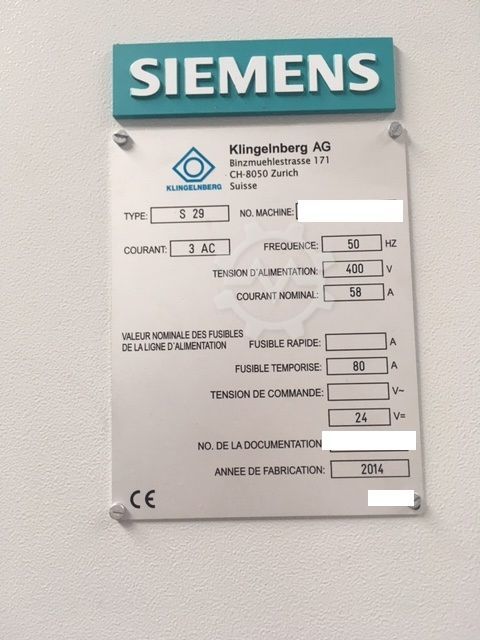 SIEMENS
Klingelnberg AG
Binzmuehlestrasse 171
CH-8050 Zurich
Suisse
KLINGELNBERG
TYPE: S 29 NO. MACHINE:
COURANT: 3 AC FREQUENCE: 50 HZ
TENSION D'ALIMENTATION: 400 V
COURANT NOMINAL: 58 A
VALEUR NOMINALE DES FUSIBLES
DE LA LIGNE D'ALIMENTATION
FUSIBLE RAPIDE: A
FUSIBLE TEMPORISE: 80 A
TENSION DE COMMANDE: V~
24 V=
NO. DE LA DOCUMENTATION
ANNEE DE FABRICATION: 2014
CE